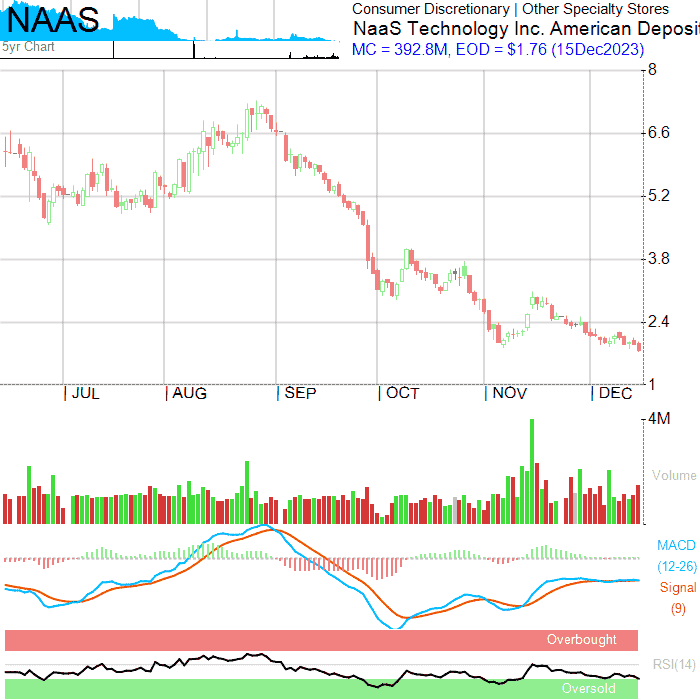 NAAS
5yr Chart
Consumer Discretionary | Other Specialty Stores
NaaS Technology Inc. American Deposi
MC = 392.8M, EOD = $1.76 (15Dec2023)
8
6.6
5.2
3.8
2.4
1
JUL AUG SEP OCT NOV DEC
4M
Volume
MACD
(12-26)
Signal
(9)
Overbought
RSI(14)
Oversold